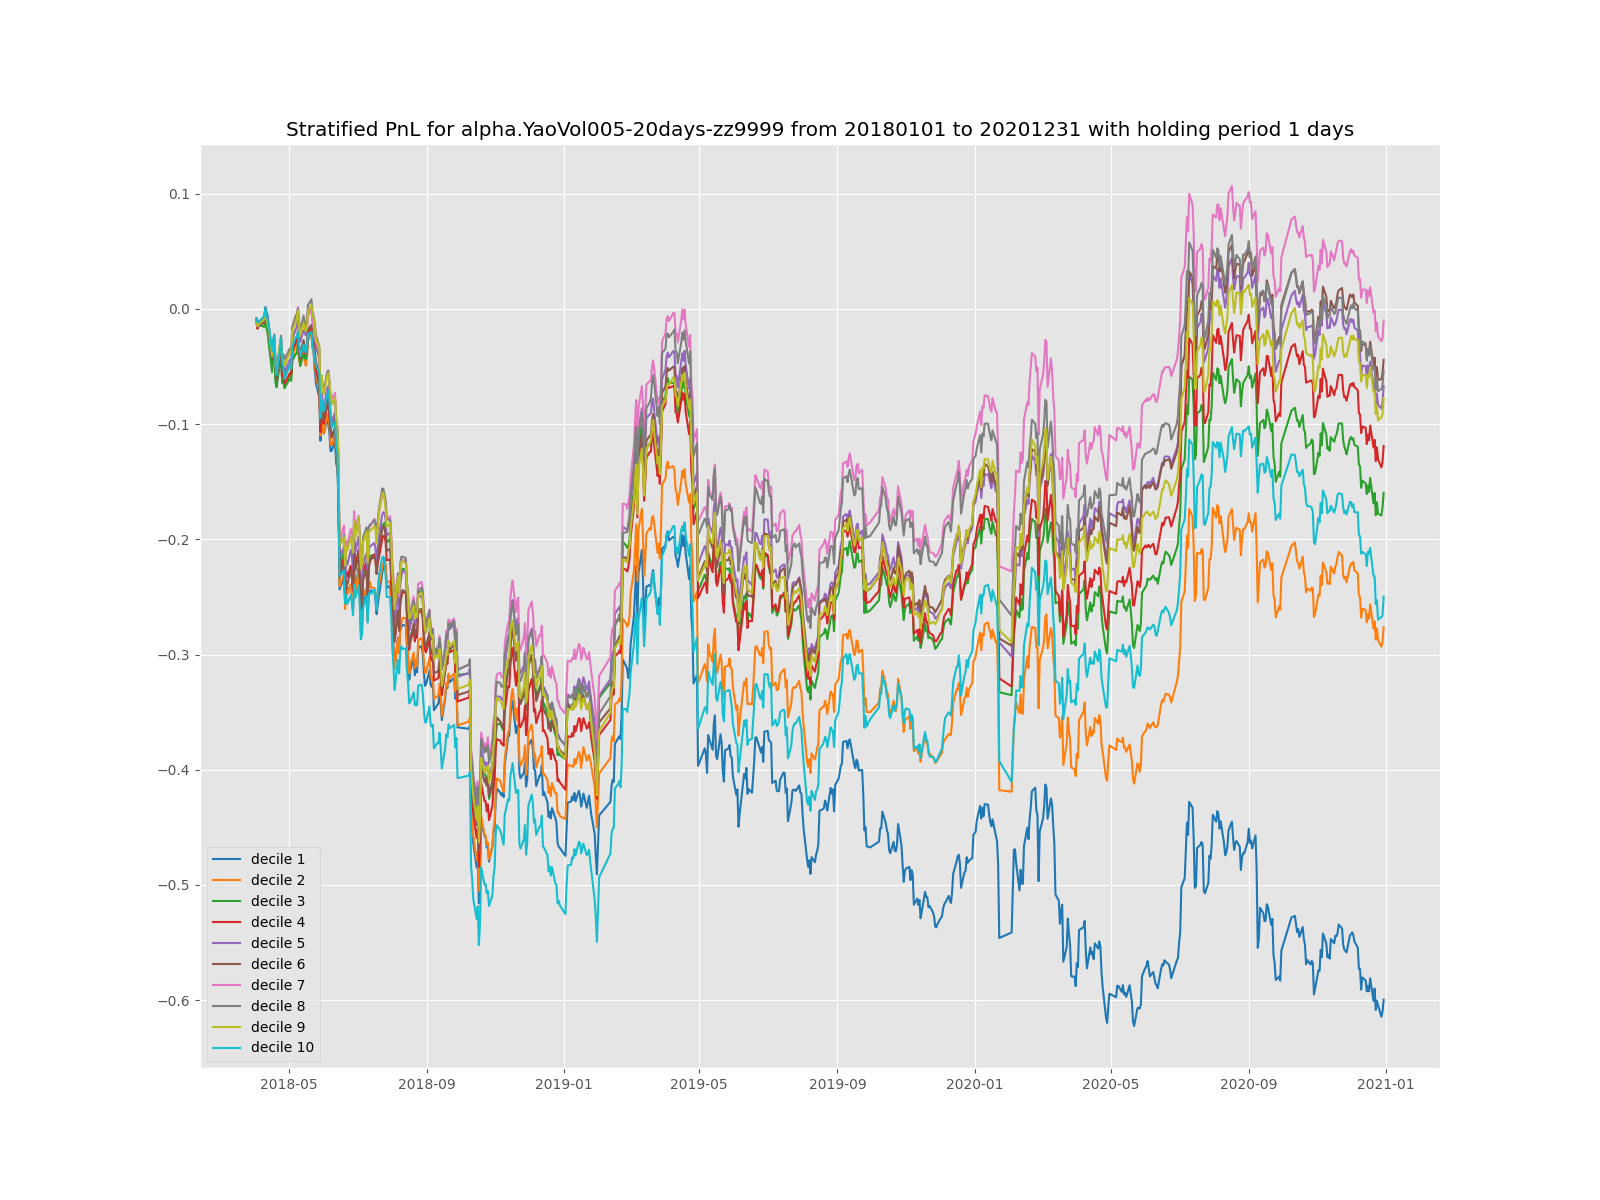 Stratified PnL for alpha.YaoVol005-20days-zz9999 from 20180101 to 20201231 with holding period 1 days
0.1
0.0
−0.1
−0.2
−0.3
−0.4
−0.5
−0.6
decile 1
decile 2
decile 3
decile 4
decile 5
decile 6
decile 7
decile 8
decile 9
decile 10
2018-05 2018-09 2019-01 2019-05 2019-09 2020-01 2020-05 2020-09 2021-01